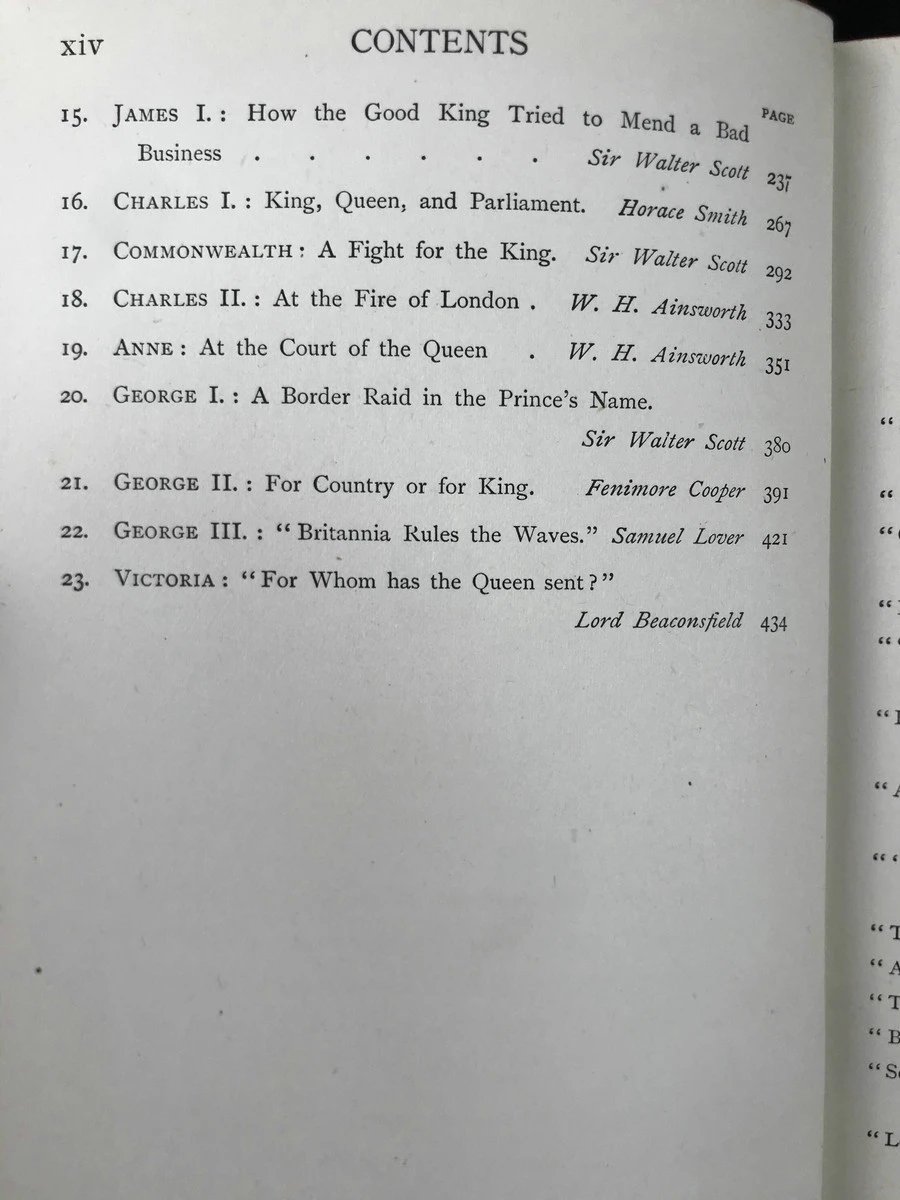 xiv CONTENTS
PAGE
15. JAMES I. : How the Good King Tried to Mend a Bad
Business . . . . . . Sir Walter Scott 237
16. CHARLES I. : King, Queen, and Parliament. Horace Smith 267
17. COMMONWEALTH : A Fight for the King. Sir Walter Scott 292
18. CHARLES II. : At the Fire of London . W. H. Ainsworth 333
19. ANNE : At the Court of the Queen . W. H. Ainsworth 351
20. GEORGE I. : A Border Raid in the Prince's Name.
Sir Walter Scott 380
21. GEORGE II. : For Country or for King. Fenimore Cooper 391
22. GEORGE III. : "Britannia Rules the Waves." Samuel Lover 421
23. VICTORIA : "For Whom has the Queen sent?"
Lord Beaconsfield 434